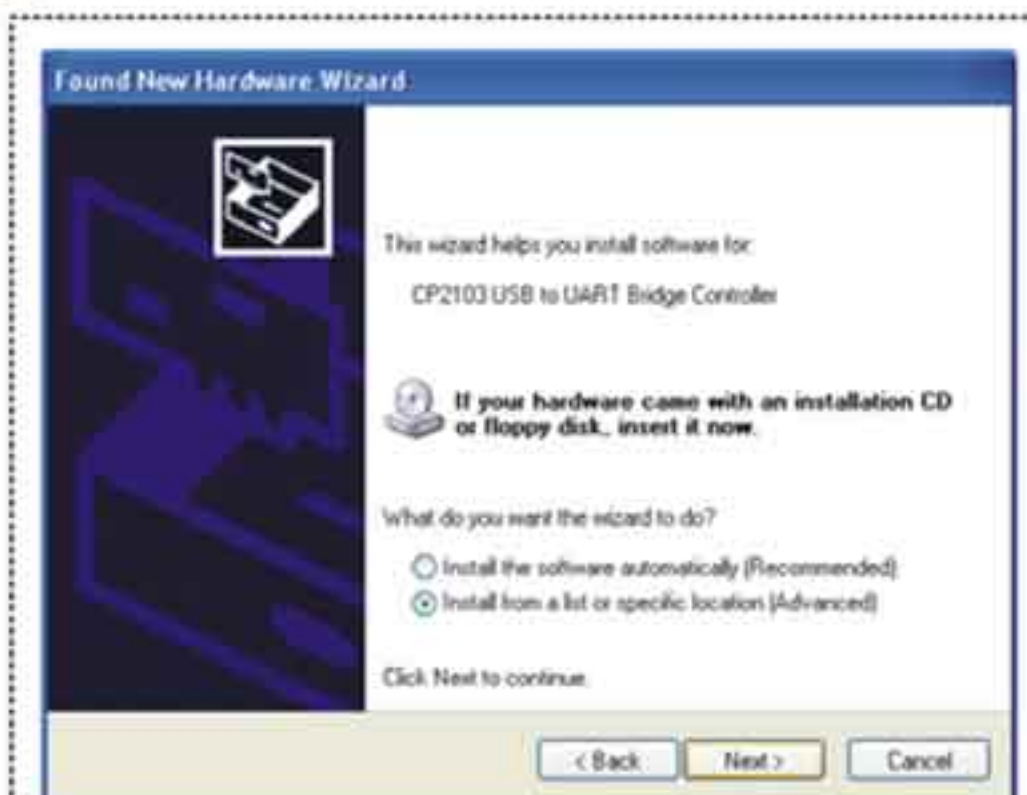 Found New Hardware Wizard
This wizard helps you install software for:
CP2103 USB to UART Bridge Controller
If your hardware came with an installation CD
or floppy disk, insert it now.
What do you want the wizard to do?
Install the software automatically (Recommended)
Install from a list or specific location (Advanced)
Click Next to continue.
< Back
Next >
Cancel